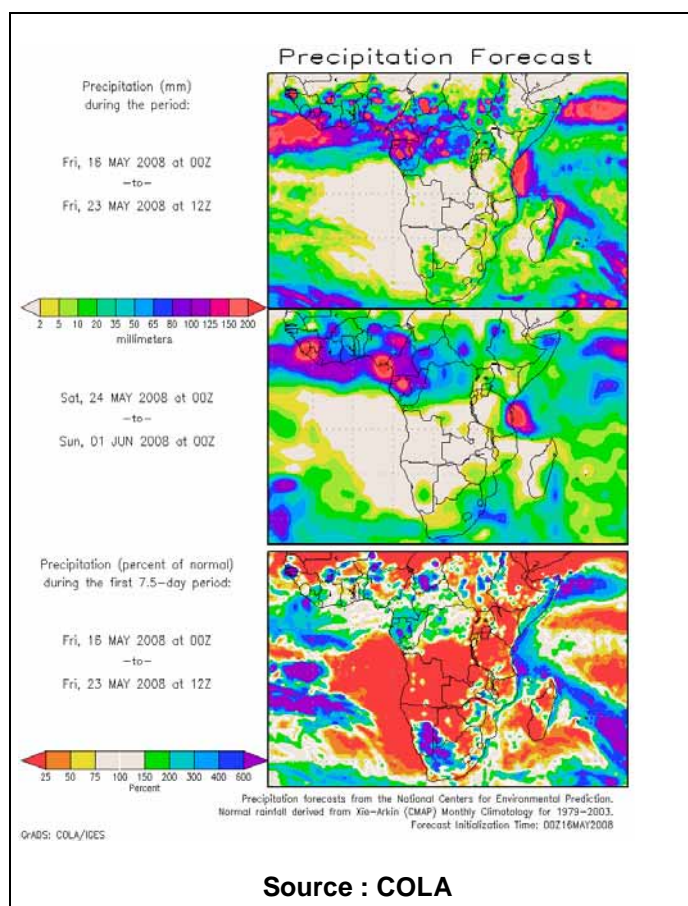 Precipitation Forecast
Precipitation (mm)
during the period:
Fri, 16 MAY 2008 at 00Z
-to-
Fri, 23 MAY 2008 at 12Z
2 5 10 20 35 50 65 80 100 125 150 200
millimeters
Sat, 24 MAY 2008 at 00Z
-to-
Sun, 01 JUN 2008 at 00Z
Precipitation (percent of normal)
during the first 7.5-day period:
Fri, 16 MAY 2008 at 00Z
-to-
Fri, 23 MAY 2008 at 12Z
25 50 75 100 150 200 300 400 600
Percent
Precipitation forecasts from the National Centers for Environmental Prediction.
Normal rainfall derived from Xie-Arkin (CMAP) Monthly Climatology for 1979-2003.
Forecast Initialization Time: 00Z16MAY2008
GrADS: COLA/IGES
Source : COLA